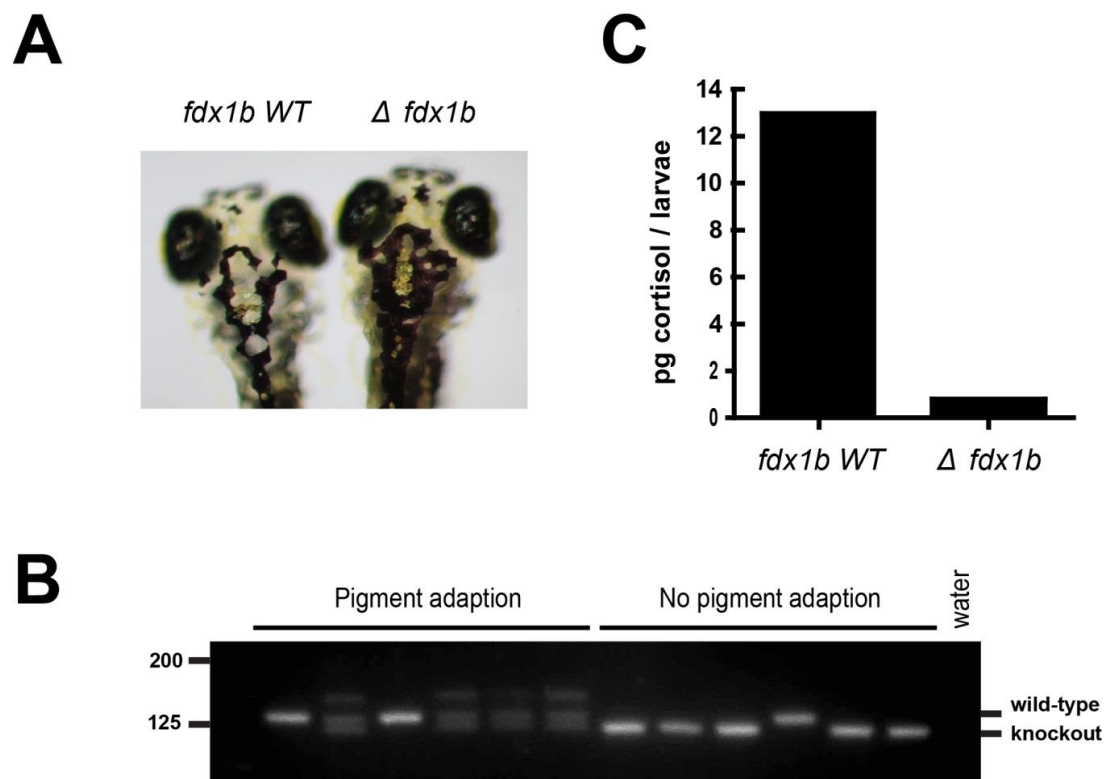 A
fdx1b WT Δ fdx1b
C
14
12
10
8
6
4
2
0
pg cortisol / larvae
fdx1b WT Δ fdx1b
B
Pigment adaption No pigment adaption water
200
125
wild-type
knockout